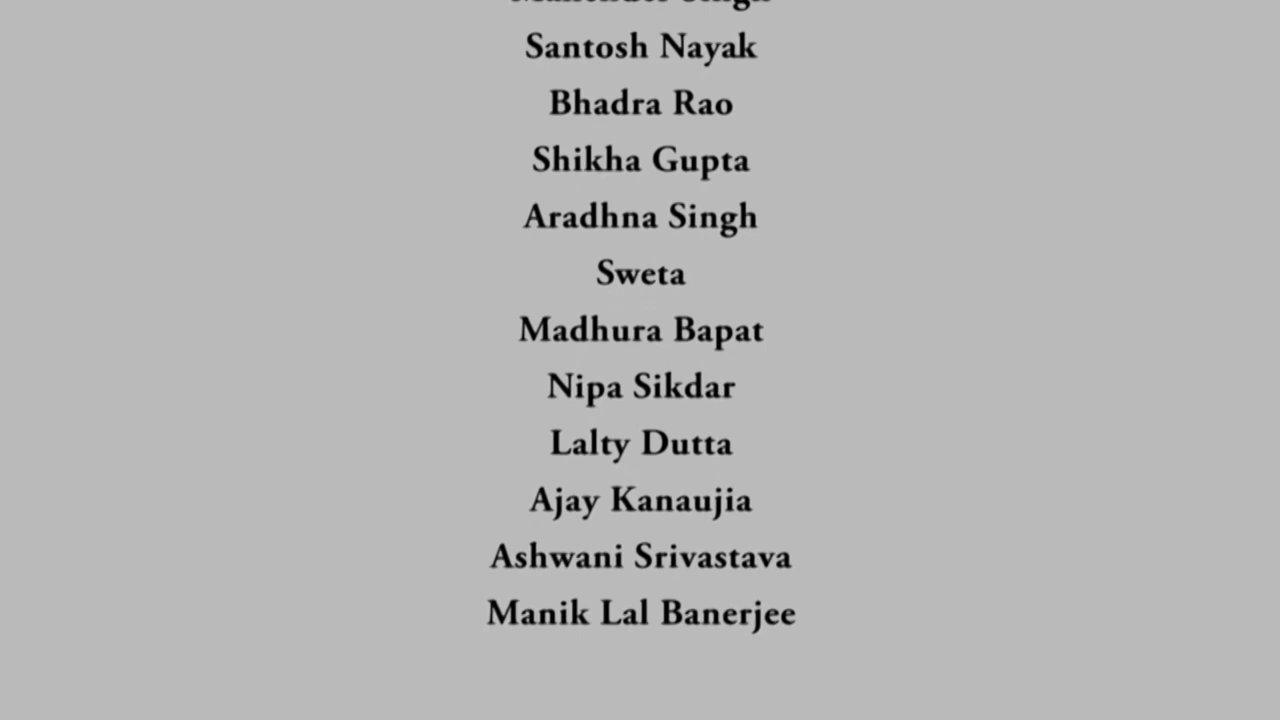 Singh
Santosh Nayak
Bhadra Rao
Shikha Gupta
Aradhna Singh
Sweta
Madhura Bapat
Nipa Sikdar
Lalty Dutta
Ajay Kanaujia
Ashwani Srivastava
Manik Lal Banerjee